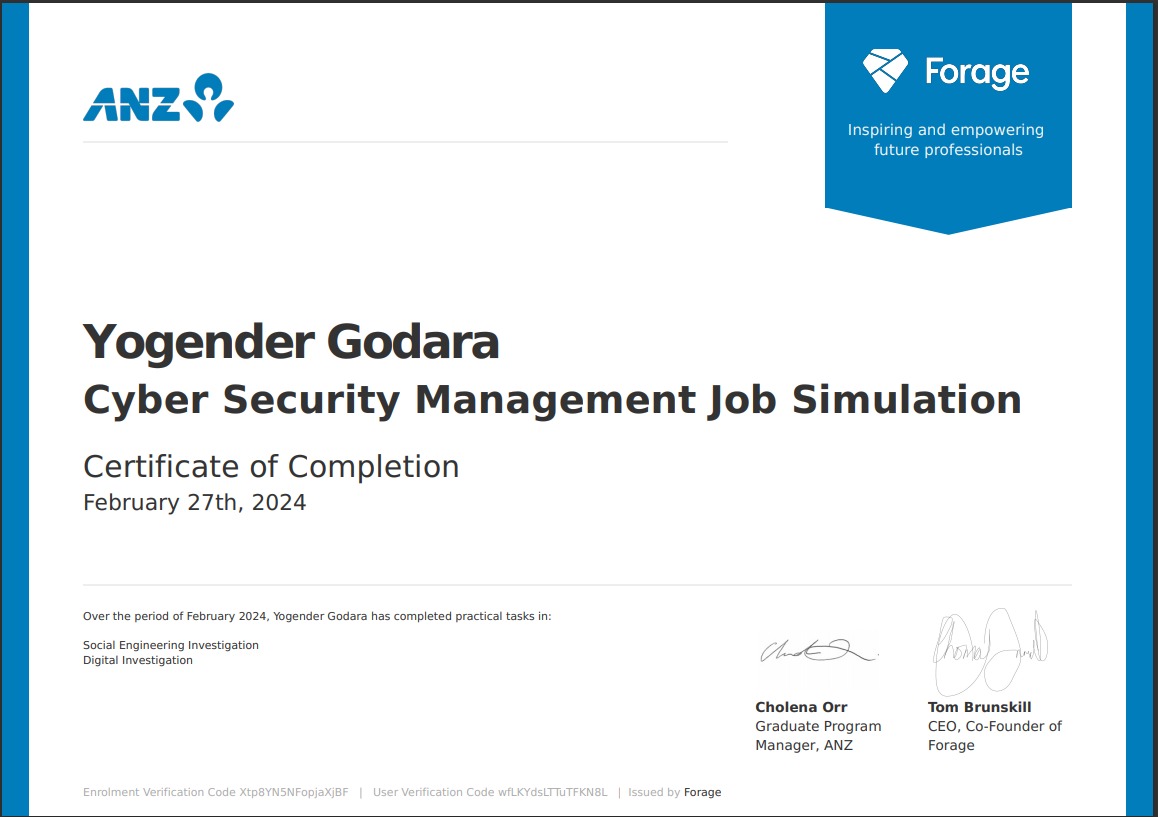 ANZ
Forage
Inspiring and empowering
future professionals
Yogender Godara
Cyber Security Management Job Simulation
Certificate of Completion
February 27th, 2024
Over the period of February 2024, Yogender Godara has completed practical tasks in:
Social Engineering Investigation
Digital Investigation
Cholena Orr
Graduate Program
Manager, ANZ
Tom Brunskill
CEO, Co-Founder of
Forage
Enrolment Verification Code Xtp8YN5NFopjaXjBF | User Verification Code wfLKYdsLTTuTFKN8L | Issued by Forage